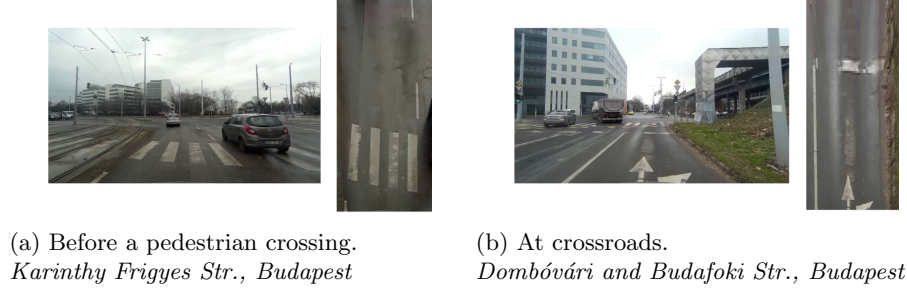 (a) Before a pedestrian crossing.
Karinthy Frigyes Str., Budapest
(b) At crossroads.
Dombóvári and Budafoki Str., Budapest